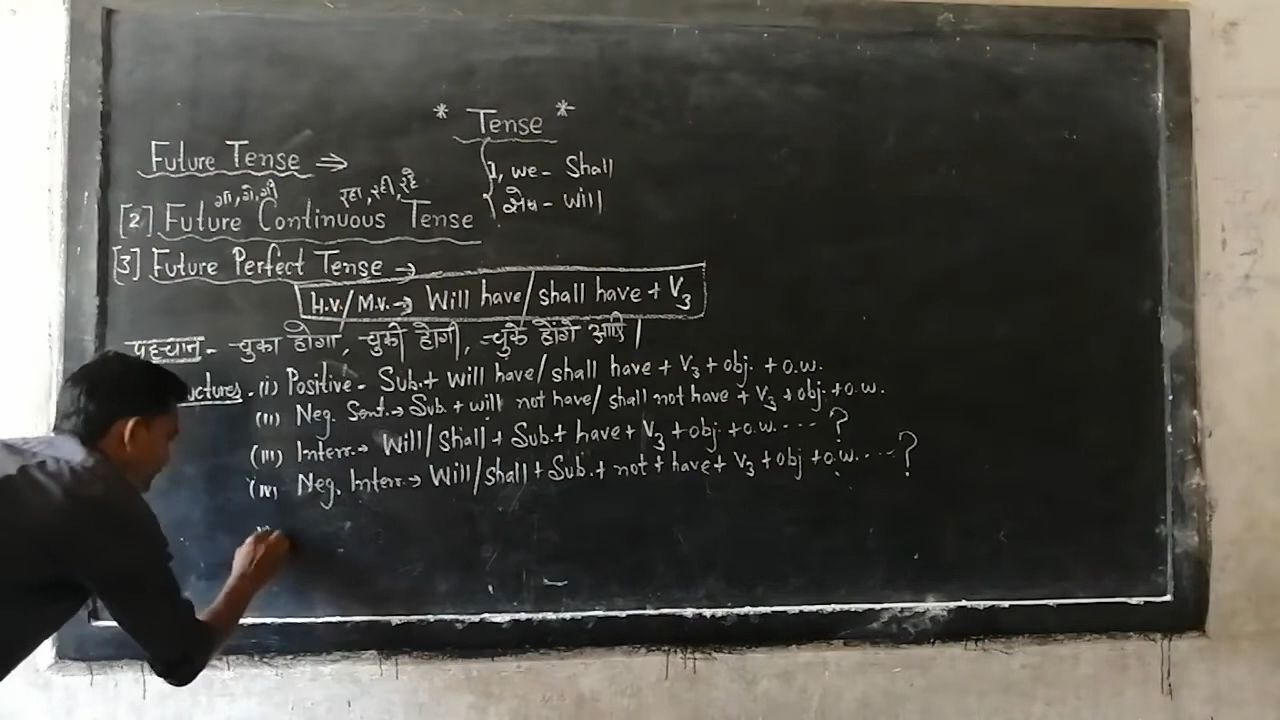 * Tense *
Future Tense ⇒
{ I, we - Shall
शेष - Will
गा, गे, गी रहा, रही, रहे
[2] Future Continuous Tense
[3] Future Perfect Tense →
H.V./M.V. → Will have/shall have + V3
पहचान - चुका होगा, चुकी होगी, चुके होंगे आदि।
uctures - (i) Positive - Sub. + will have/shall have + V3 + obj. + o.w.
(ii) Neg. Sent. → Sub. + will not have/shall not have + V3 + obj. + o.w.
(iii) Interr. → Will/Shall + Sub. + have + V3 + obj. + o.w. .... ?
(iv) Neg. Interr. → Will/shall + Sub. + not + have + V3 + obj + o.w. .... ?